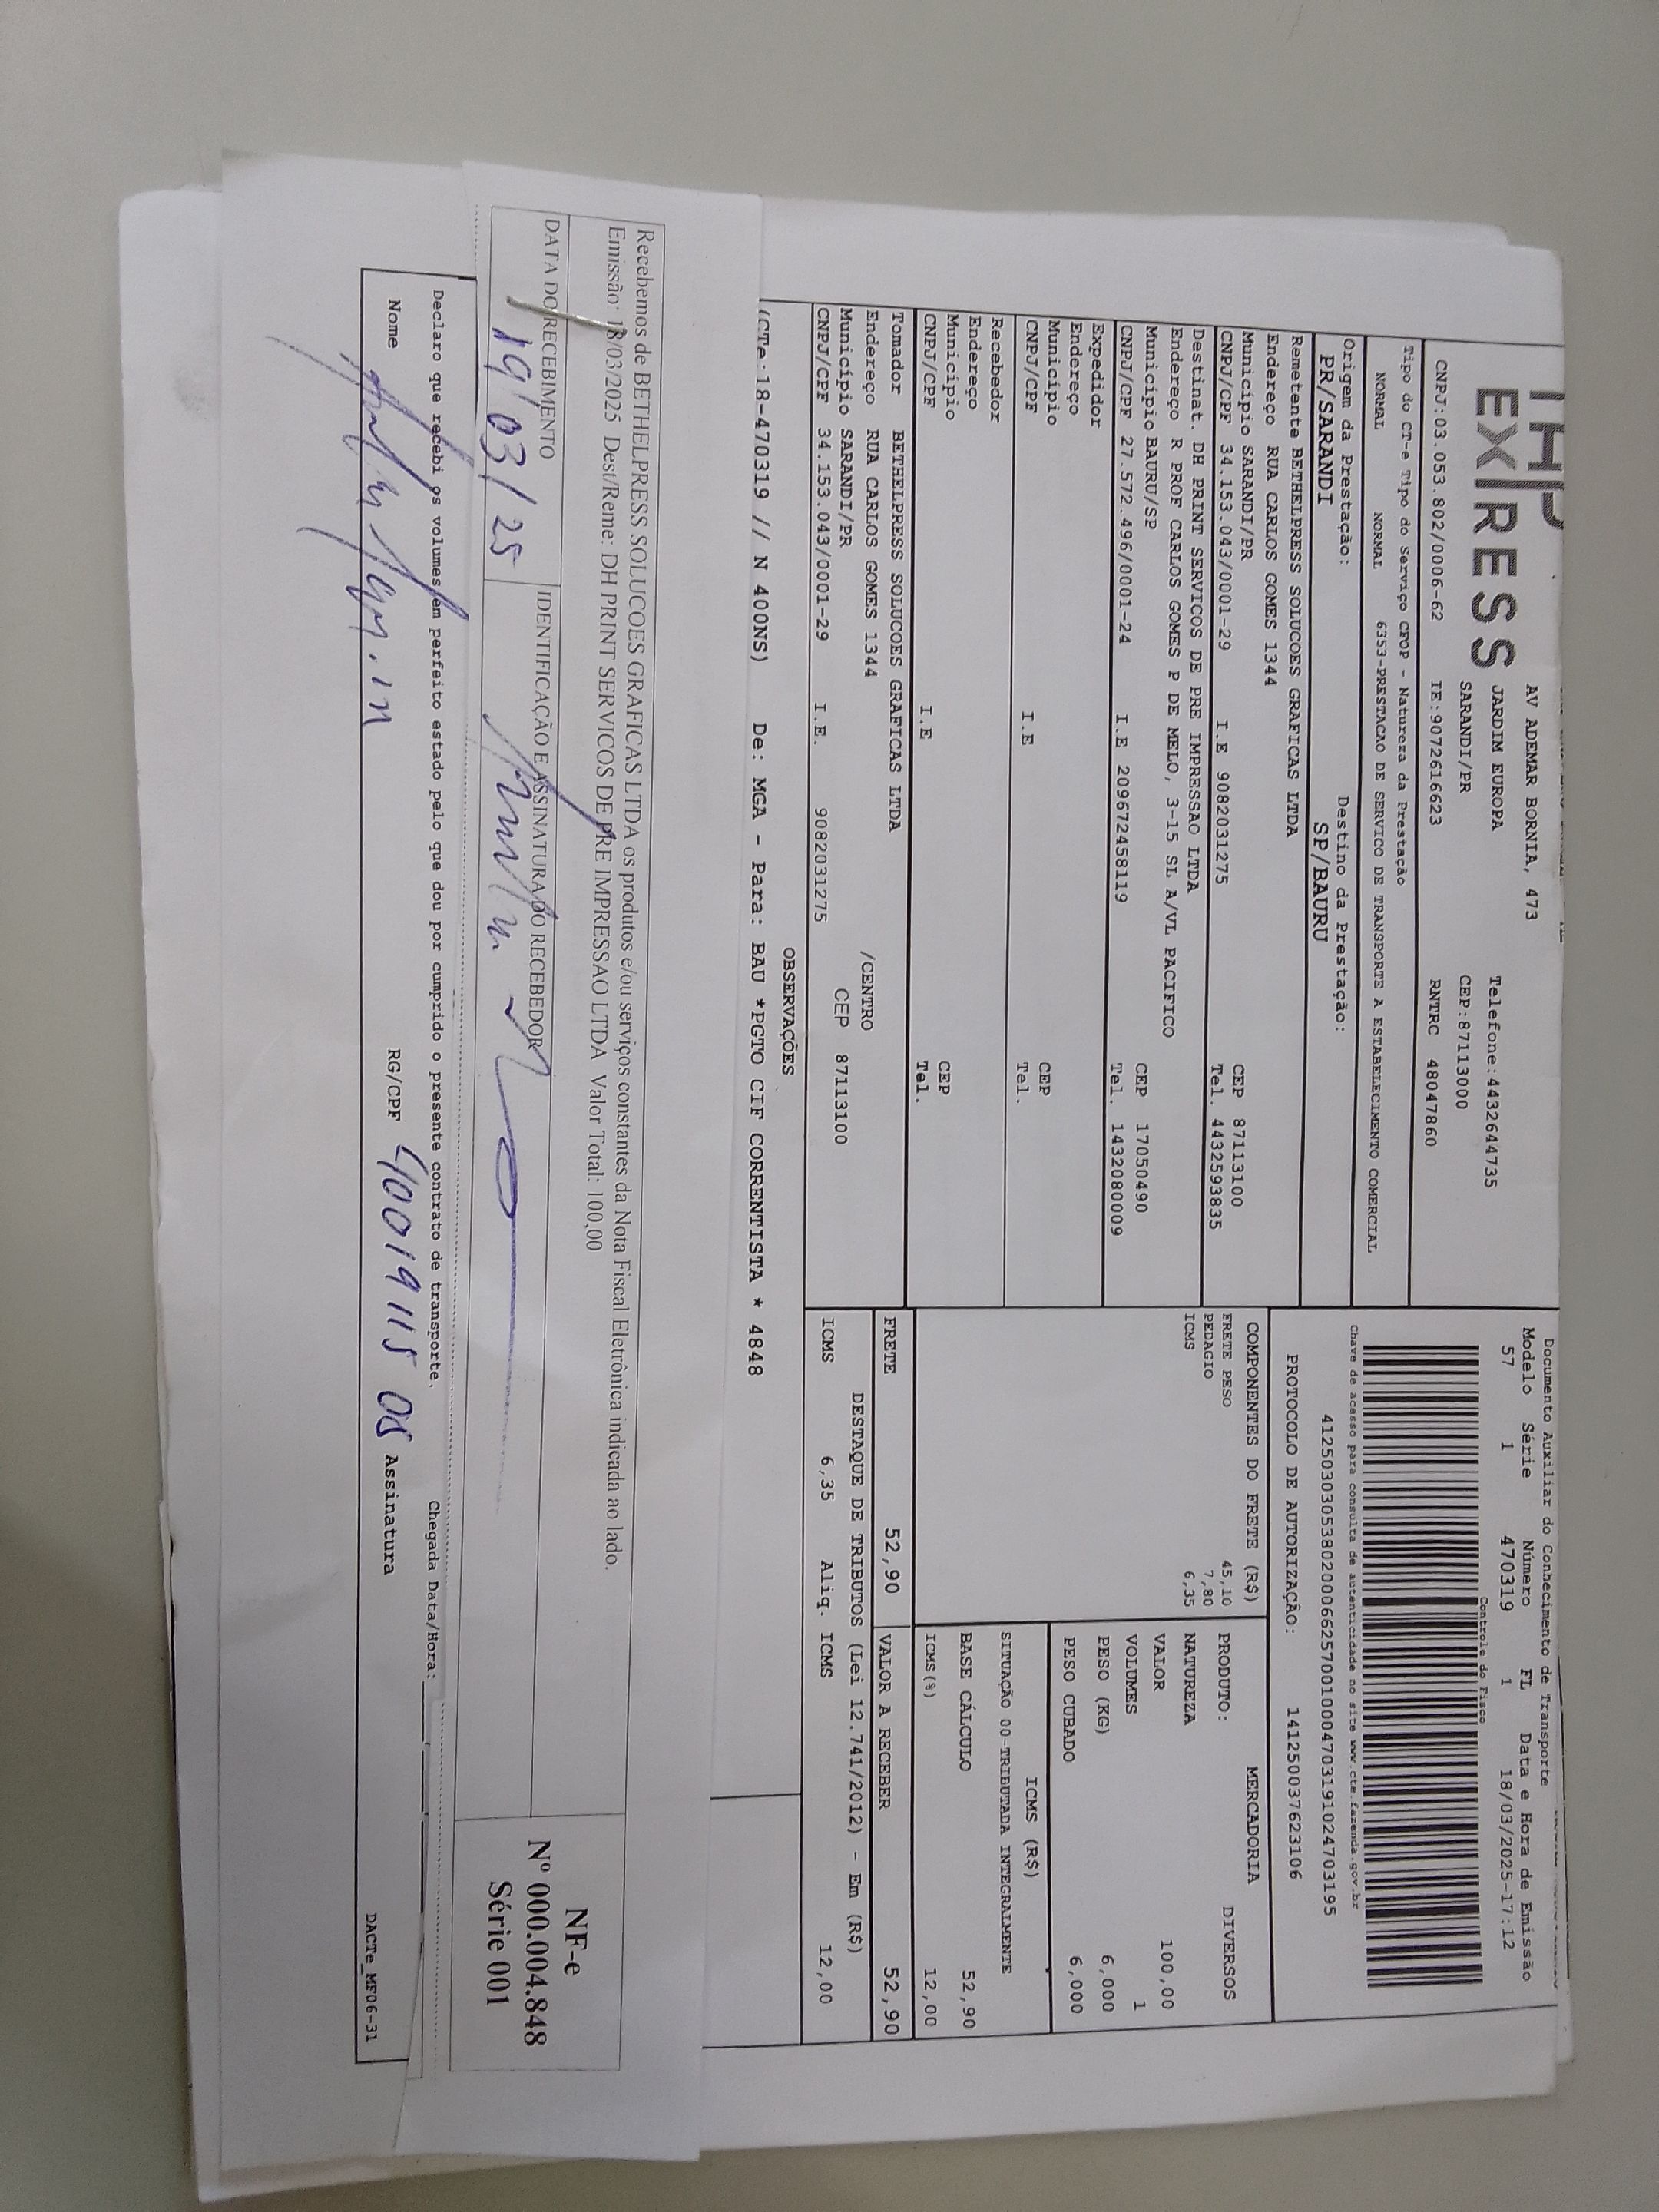 EXPRESS
AV ADEMAR BORNIA, 473
JARDIM EUROPA
Telefone:4432644735
SARANDI/PR
CEP:87113000
CNPJ:03.053.802/0006-62 IE:9072616623 RNTRC 48047860
Tipo do CT-e Tipo do Serviço CFOP - Natureza da Prestação
NORMAL NORMAL 6353-PRESTACAO DE SERVICO DE TRANSPORTE A ESTABELECIMENTO COMERCIAL
Origem da Prestação: Destino da Prestação:
PR/SARANDI SP/BAURU
Documento Auxiliar do Conhecimento de Transporte
Modelo Série Número FL Data e Hora de Emissão
57 1 470319 1 18/03/2025-17:12
Controle do Fisco
Chave de acesso para consulta de autenticidade no site www.cte.fazenda.gov.br
41250303053802000662570010004703191024703195
PROTOCOLO DE AUTORIZAÇÃO: 141250037623106
Remetente BETHELPRESS SOLUCOES GRAFICAS LTDA
Endereço RUA CARLOS GOMES 1344
Município SARANDI/PR CEP 87113100
CNPJ/CPF 34.153.043/0001-29 I.E 9082031275 Tel. 4432593835
Destinat. DH PRINT SERVICOS DE PRE IMPRESSAO LTDA
Endereço R PROF CARLOS GOMES P DE MELO, 3-15 SL A/VL PACIFICO
Município BAURU/SP CEP 17050490
CNPJ/CPF 27.572.496/0001-24 I.E 209672458119 Tel. 1432080009
Expedidor
Endereço
Município CEP
CNPJ/CPF I.E Tel.
Recebedor
Endereço
Município CEP
CNPJ/CPF I.E Tel.
Tomador BETHELPRESS SOLUCOES GRAFICAS LTDA
Endereço RUA CARLOS GOMES 1344 /CENTRO
Município SARANDI/PR CEP 87113100
CNPJ/CPF 34.153.043/0001-29 I.E. 9082031275
COMPONENTES DO FRETE (R$)
FRETE PESO 45,10
PEDAGIO 7,80
ICMS 6,35
MERCADORIA
PRODUTO: DIVERSOS
NATUREZA
VALOR 100,00
VOLUMES 1
PESO (KG) 6,000
PESO CUBADO 6,000
ICMS (R$)
SITUAÇÃO 00-TRIBUTADA INTEGRALMENTE
BASE CÁLCULO 52,90
ICMS(%) 12,00
FRETE 52,90 VALOR A RECEBER 52,90
DESTAQUE DE TRIBUTOS (Lei 12.741/2012) - Em (R$)
ICMS 6,35 Aliq. ICMS 12,00
OBSERVAÇÕES
(CTe:18-470319 // N 400NS) De: MGA - Para: BAU *PGTO CIF CORRENTISTA * 4848
Recebemos de BETHELPRESS SOLUCOES GRAFICAS LTDA os produtos e/ou serviços constantes da Nota Fiscal Eletrônica indicada ao lado.
Emissão: 18/03/2025 Dest/Reme: DH PRINT SERVICOS DE PRE IMPRESSAO LTDA Valor Total: 100,00
DATA DO RECEBIMENTO IDENTIFICAÇÃO E ASSINATURA DO RECEBEDOR
19/03/25
NF-e
Nº 000.004.848
Série 001
Declaro que recebi os volumes em perfeito estado pelo que dou por cumprido o presente contrato de transporte. Chegada Data/Hora:
Nome RG/CPF Assinatura
DACTe_MF06-31